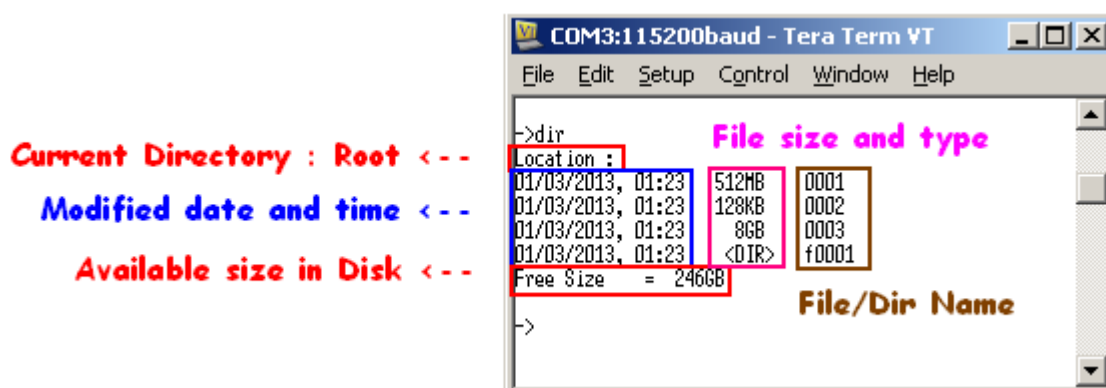 COM3:115200baud - Tera Term VT
File Edit Setup Control Window Help
->dir
File size and type
Current Directory : Root <--
Location :
Modified date and time <--
01/03/2013, 01:23 512MB 0001
01/03/2013, 01:23 128KB 0002
01/03/2013, 01:23 8GB 0003
01/03/2013, 01:23 <DIR> f0001
Available size in Disk <--
Free Size = 246GB
File/Dir Name
->